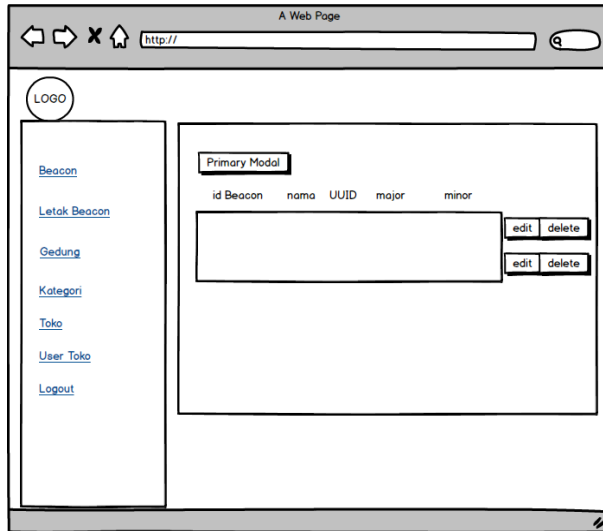 A Web Page
http://
LOGO
Beacon
Letak Beacon
Gedung
Kategori
Toko
User Toko
Logout
Primary Modal
id Beacon nama UUID major minor
edit delete
edit delete